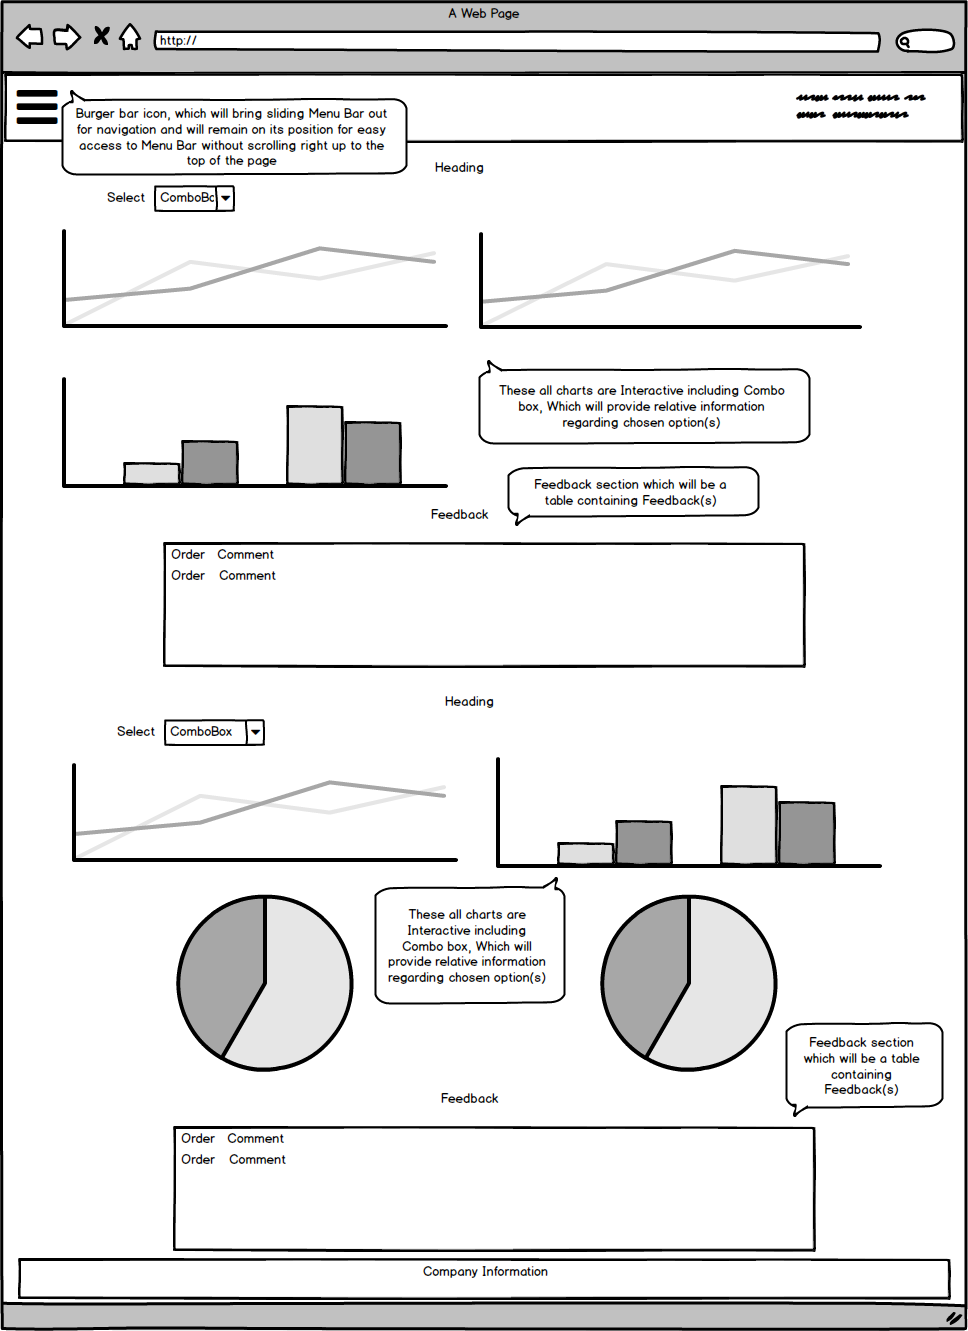 A Web Page
http://
Burger bar icon, which will bring sliding Menu Bar out
for navigation and will remain on its position for easy
access to Menu Bar without scrolling right up to the
top of the page
Heading
Select ComboBo
These all charts are Interactive including Combo
box, Which will provide relative information
regarding chosen option(s)
Feedback section which will be a
table containing Feedback(s)
Feedback
Order Comment
Order Comment
Heading
Select ComboBox
These all charts are
Interactive including
Combo box, Which will
provide relative information
regarding chosen option(s)
Feedback section
which will be a table
containing
Feedback(s)
Feedback
Order Comment
Order Comment
Company Information